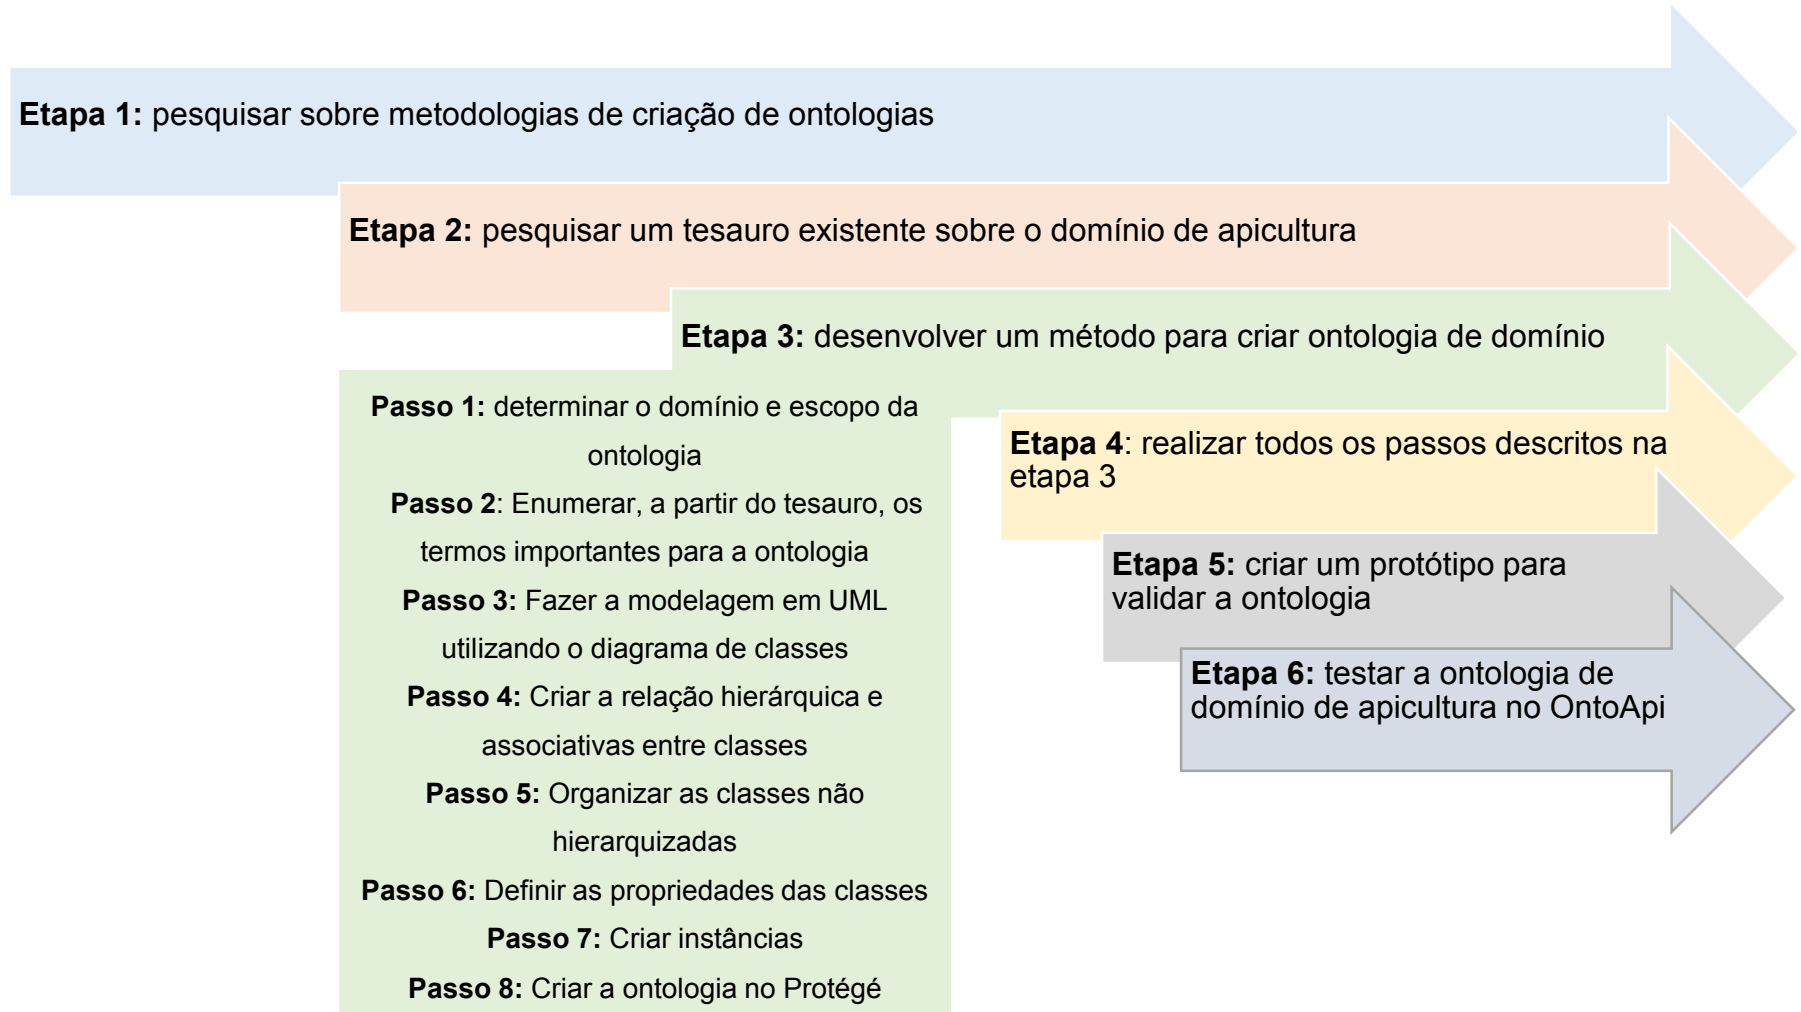 Etapa 1: pesquisar sobre metodologias de criação de ontologias
Etapa 2: pesquisar um tesauro existente sobre o domínio de apicultura
Etapa 3: desenvolver um método para criar ontologia de domínio
Passo 1: determinar o domínio e escopo da
ontologia
Passo 2: Enumerar, a partir do tesauro, os
termos importantes para a ontologia
Passo 3: Fazer a modelagem em UML
utilizando o diagrama de classes
Passo 4: Criar a relação hierárquica e
associativas entre classes
Passo 5: Organizar as classes não
hierarquizadas
Passo 6: Definir as propriedades das classes
Passo 7: Criar instâncias
Passo 8: Criar a ontologia no Protégé
Etapa 4: realizar todos os passos descritos na
etapa 3
Etapa 5: criar um protótipo para
validar a ontologia
Etapa 6: testar a ontologia de
domínio de apicultura no OntoApi